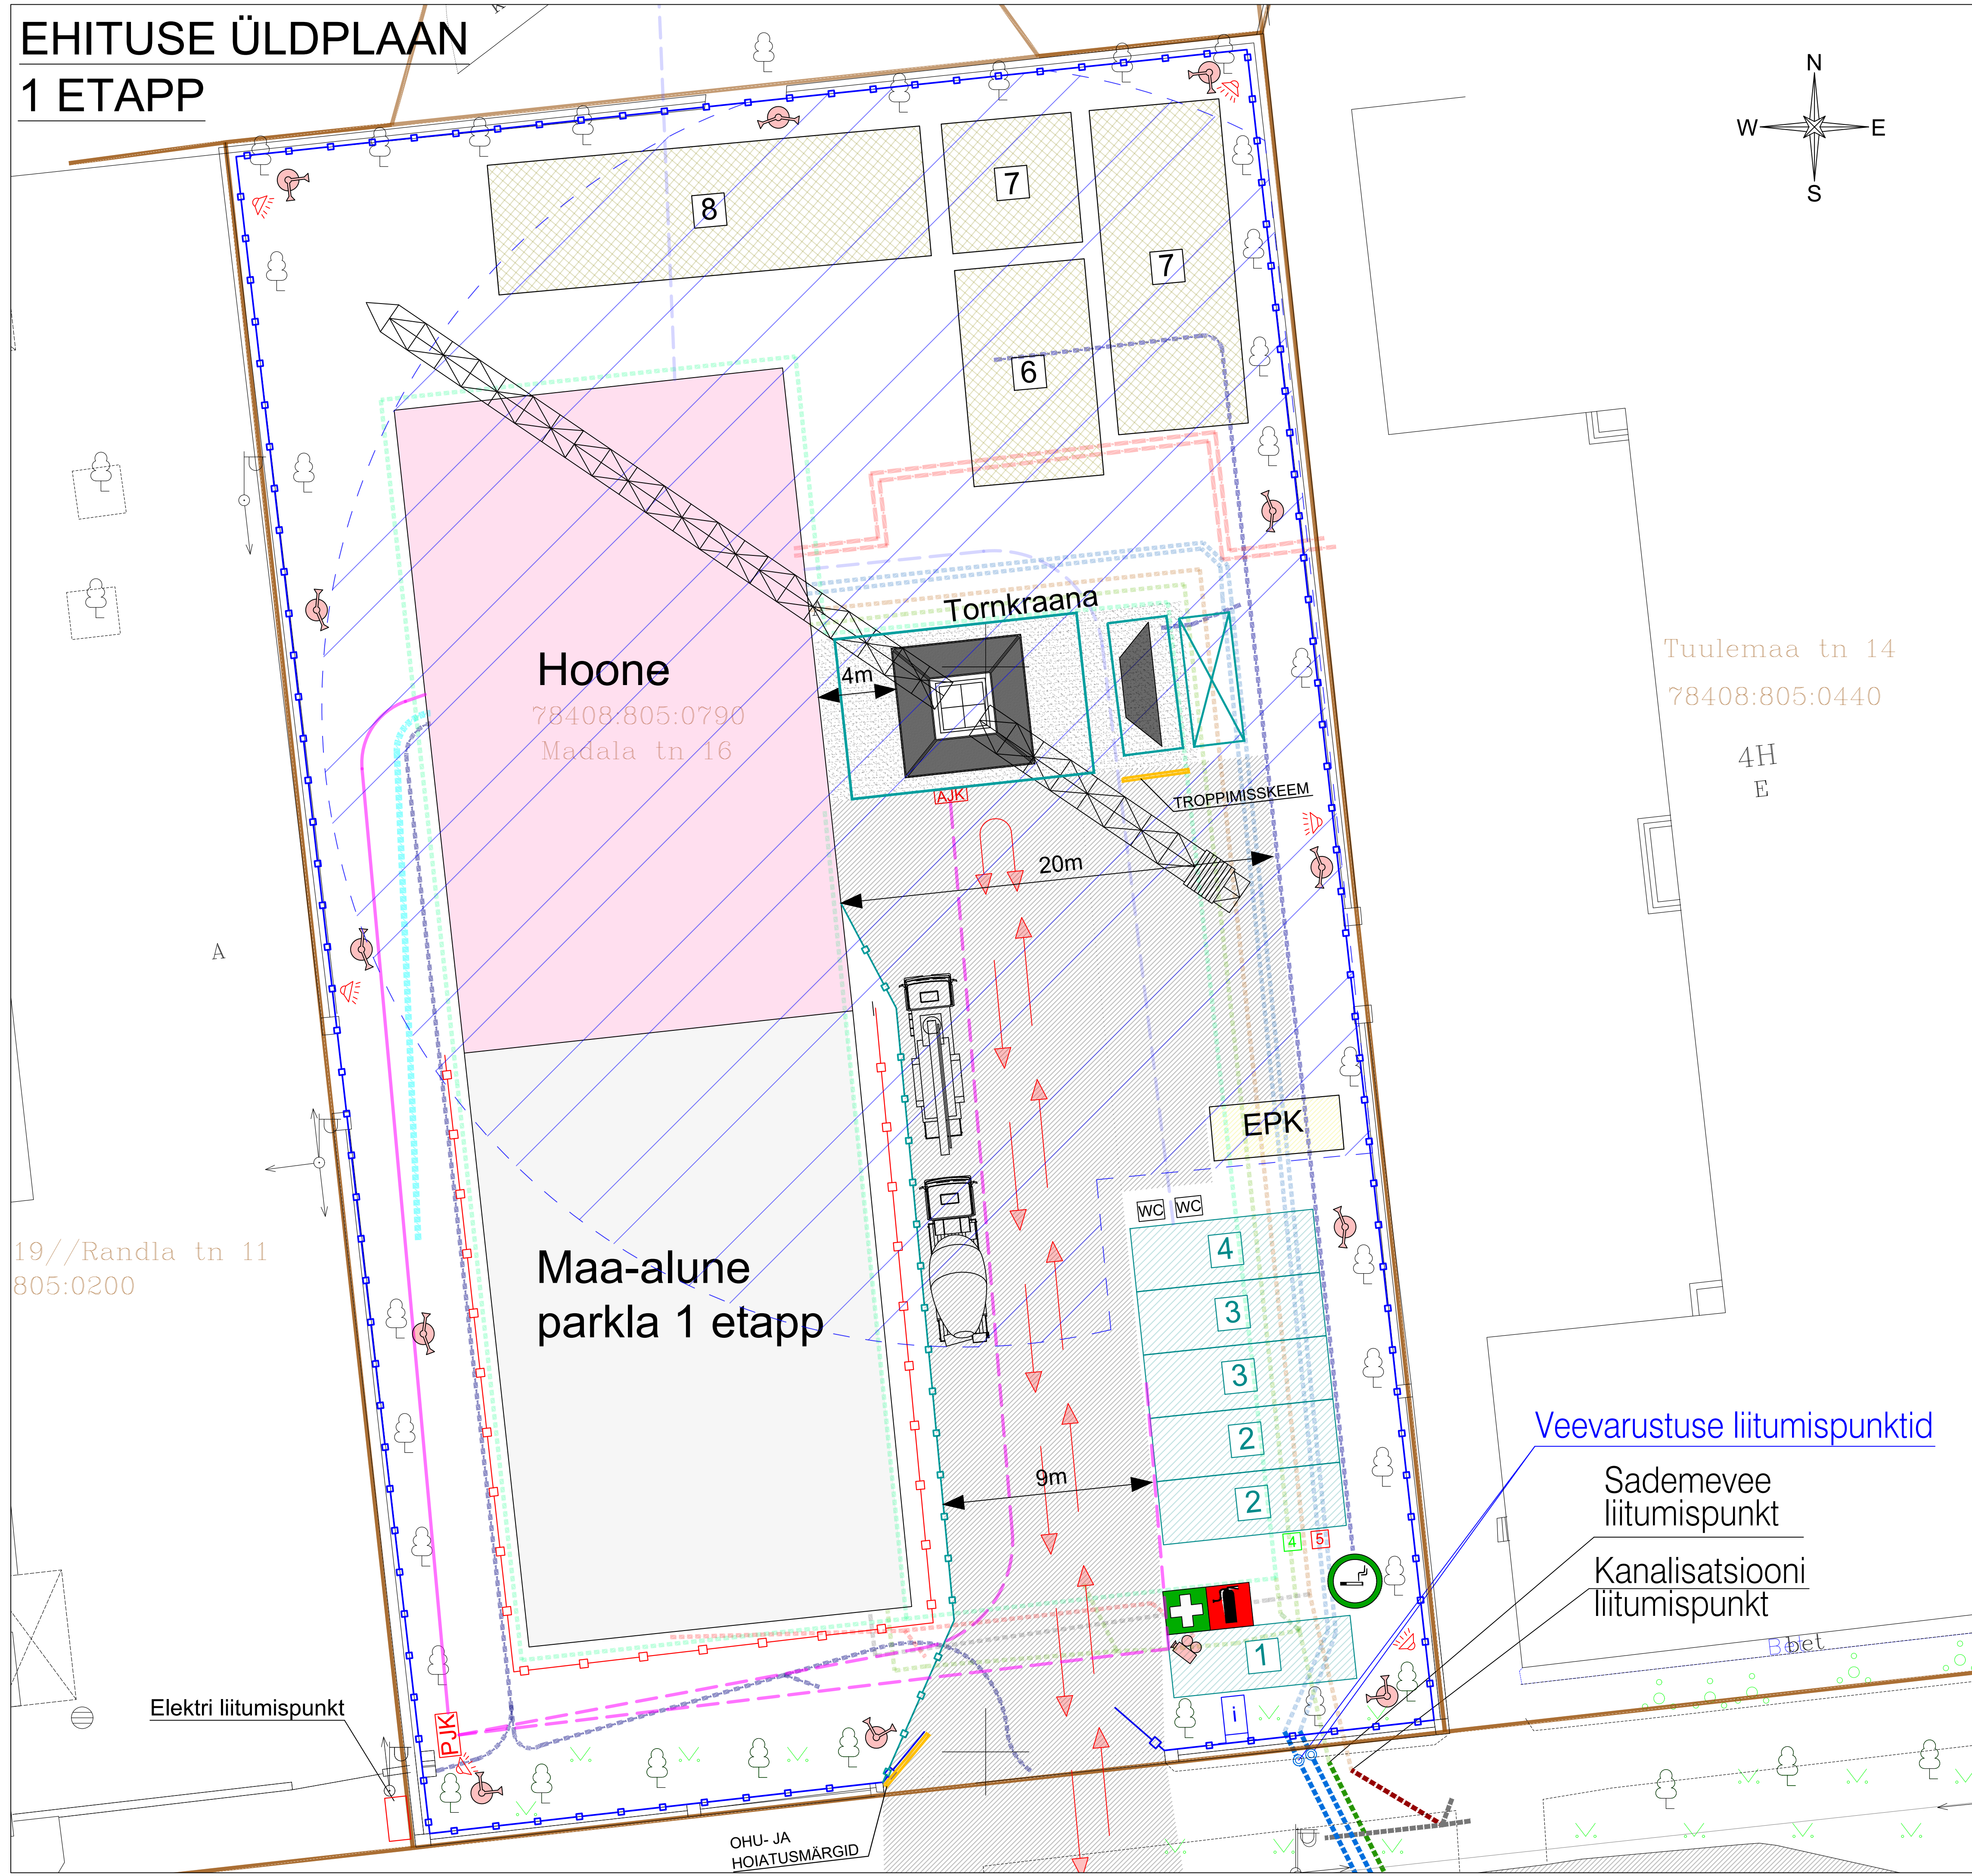 EHITUSE ÜLDPLAAN
1 ETAPP
N
W
E
S
8
7
7
6
Tornkraana
4m
Hoone
78408:805:0790
Madala tn 16
AJK
TROPPIMISSKEEM
20m
Tuulemaa tn 14
78408:805:0440
4H
E
A
EPK
WC
WC
4
3
3
2
2
19//Randla tn 11
805:0200
Maa-alune
parkla 1 etapp
9m
4
5
Veevarustuse liitumispunktid
Sademevee
liitumispunkt
Kanalisatsiooni
liitumispunkt
1
i
Elektri liitumispunkt
PJK
OHU- JA
HOIATUSMÄRGID